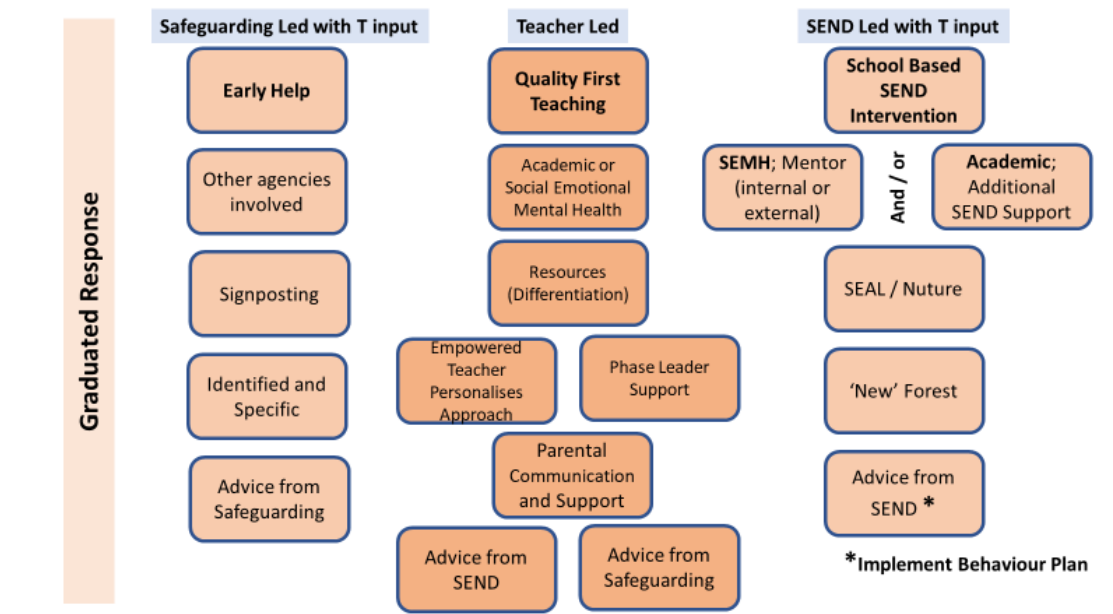 Graduated Response
Safeguarding Led with T input
Early Help
Other agencies
involved
Signposting
Identified and
Specific
Advice from
Safeguarding
Teacher Led
Quality First
Teaching
Academic or
Social Emotional
Mental Health
Resources
(Differentiation)
Empowered
Teacher
Personalises
Approach
Phase Leader
Support
Parental
Communication
and Support
Advice from
SEND
Advice from
Safeguarding
SEND Led with T input
School Based
SEND
Intervention
SEMH; Mentor
(internal or
external)
And / or
Academic;
Additional
SEND Support
SEAL / Nuture
‘New’ Forest
Advice from
SEND *
*Implement Behaviour Plan